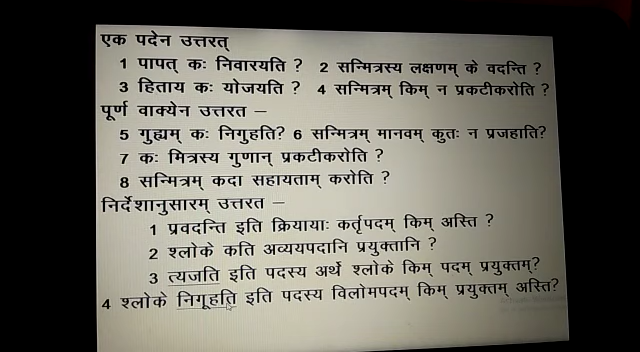 एक पदेन उत्तरत्
1 पापत् कः निवारयति ? 2 सन्मित्रस्य लक्षणम् के वदन्ति ?
3 हिताय कः योजयति ? 4 सन्मित्रम् किम् न प्रकटीकरोति ?
पूर्ण वाक्येन उत्तरत –
5 गुह्यम् कः निगुहति? 6 सन्मित्रम् मानवम् कुतः न प्रजहाति?
7 कः मित्रस्य गुणान् प्रकटीकरोति ?
8 सन्मित्रम् कदा सहायताम् करोति ?
निर्देशानुसारम् उत्तरत –
1 प्रवदन्ति इति क्रियायाः कर्तृपदम् किम् अस्ति ?
2 श्लोके कति अव्ययपदानि प्रयुक्तानि ?
3 त्यजति इति पदस्य अर्थे श्लोके किम् पदम् प्रयुक्तम्?
4 श्लोके निगूहति इति पदस्य विलोमपदम् किम् प्रयुक्तम् अस्ति?